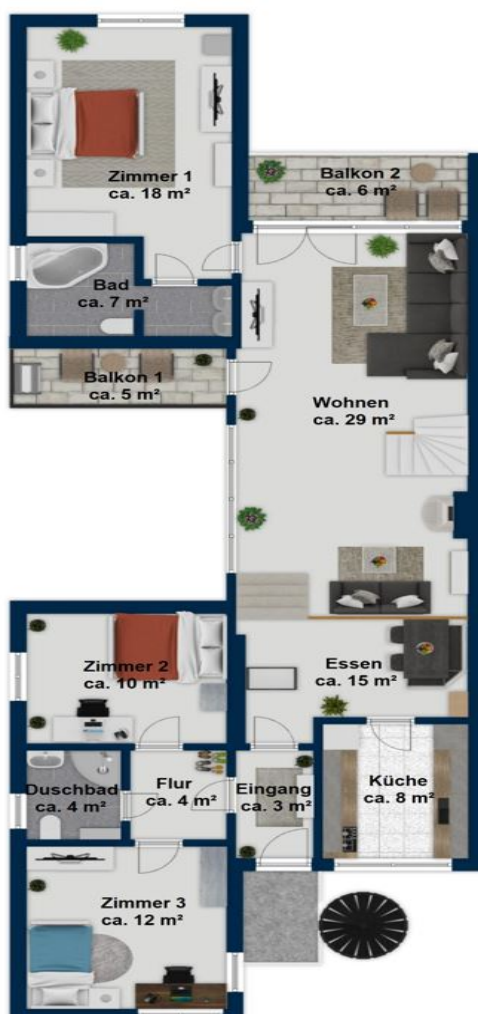 Zimmer 1
ca. 18 m²
Balkon 2
ca. 6 m²
Bad
ca. 7 m²
Balkon 1
ca. 5 m²
Wohnen
ca. 29 m²
Zimmer 2
ca. 10 m²
Essen
ca. 15 m²
Duschbad
ca. 4 m²
Flur
ca. 4 m²
Eingang
ca. 3 m²
Küche
ca. 8 m²
Zimmer 3
ca. 12 m²